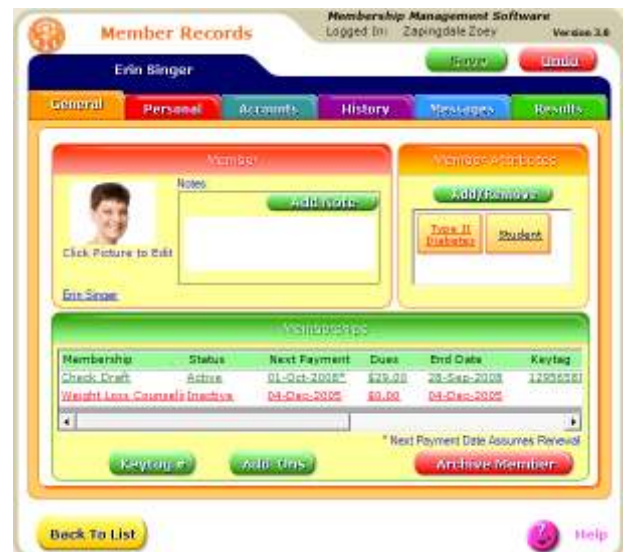 Membership Management Software
Member Records
Logged In: Zapingdale Zoey
Version 3.0
Erin Singer
Save
Undo
General
Personal
Accounts
History
Messages
Results
Member
Member Attributes
Notes
Add Note
Add/Remove
Type II
Diabetes
Student
Click Picture to Edit
Erin Singer
Memberships
Membership Status Next Payment Dues End Date Keytag
Check Draft Active 01-Oct-2008* $29.00 28-Sep-2008
Weight Loss Counseli Inactive 04-Dec-2005 $0.00 04-Dec-2005
* Next Payment Date Assumes Renewal
Keytag #
Add-Ons
Archive Member
Back To List
? Help